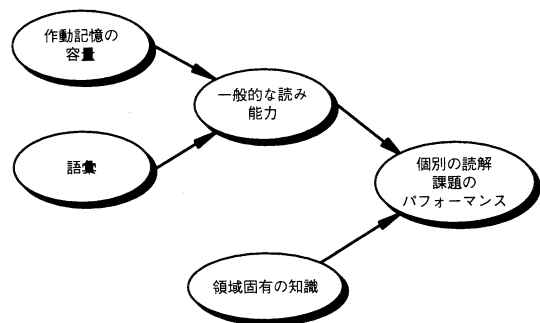 作動記憶の
容量
一般的な読み
能力
語彙
個別の読解
課題の
パフォーマンス
領域固有の知識